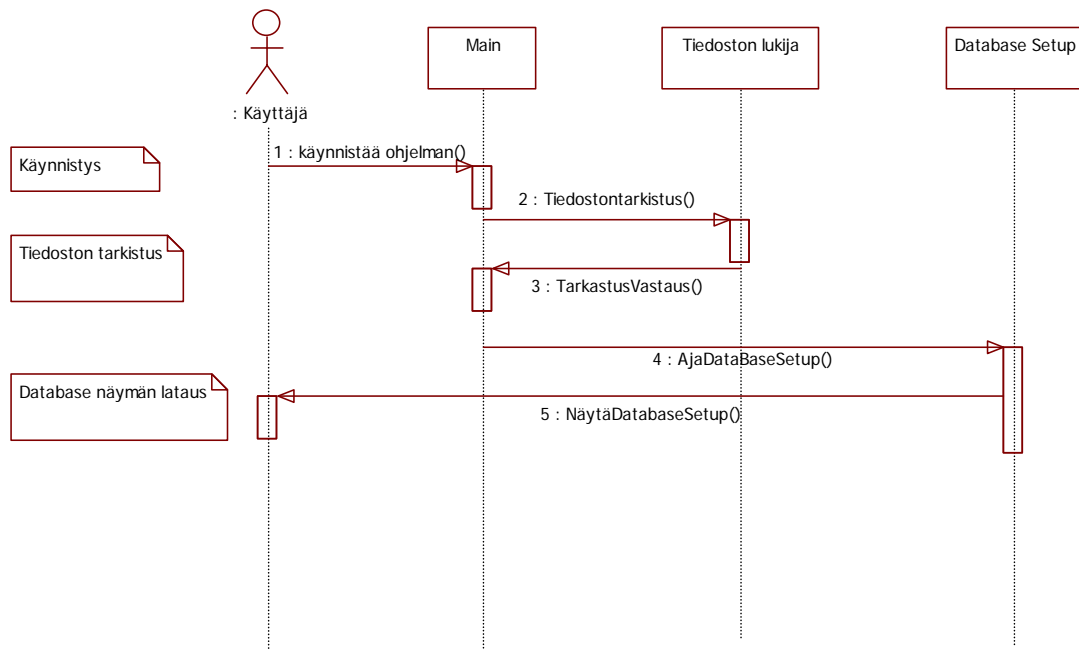 Main
Tiedoston lukija
Database Setup
: Käyttäjä
1 : käynnistää ohjelman()
Käynnistys
2 : Tiedostontarkistus()
Tiedoston tarkistus
3 : TarkastusVastaus()
4 : AjaDataBaseSetup()
Database näymän lataus
5 : NäytäDatabaseSetup()